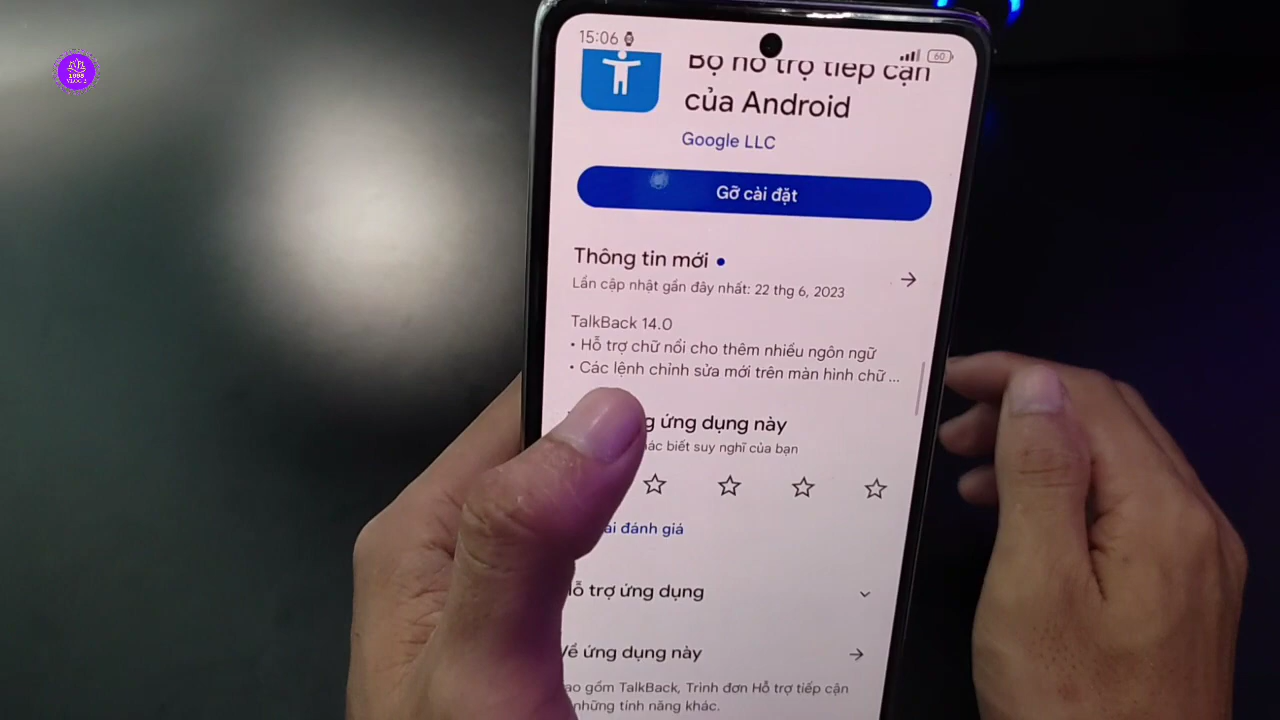 15:06
60
Bộ hỗ trợ tiếp cận
của Android
Google LLC
Gỡ cài đặt
Thông tin mới
Lần cập nhật gần đây nhất: 22 thg 6, 2023
TalkBack 14.0
• Hỗ trợ chữ nổi cho thêm nhiều ngôn ngữ
• Các lệnh chỉnh sửa mới trên màn hình chữ ...
ứng dụng này
biết suy nghĩ của bạn
đánh giá
Hỗ trợ ứng dụng
Về ứng dụng này
gồm TalkBack, Trình đơn Hỗ trợ tiếp cận
những tính năng khác.
1995
VLOGS